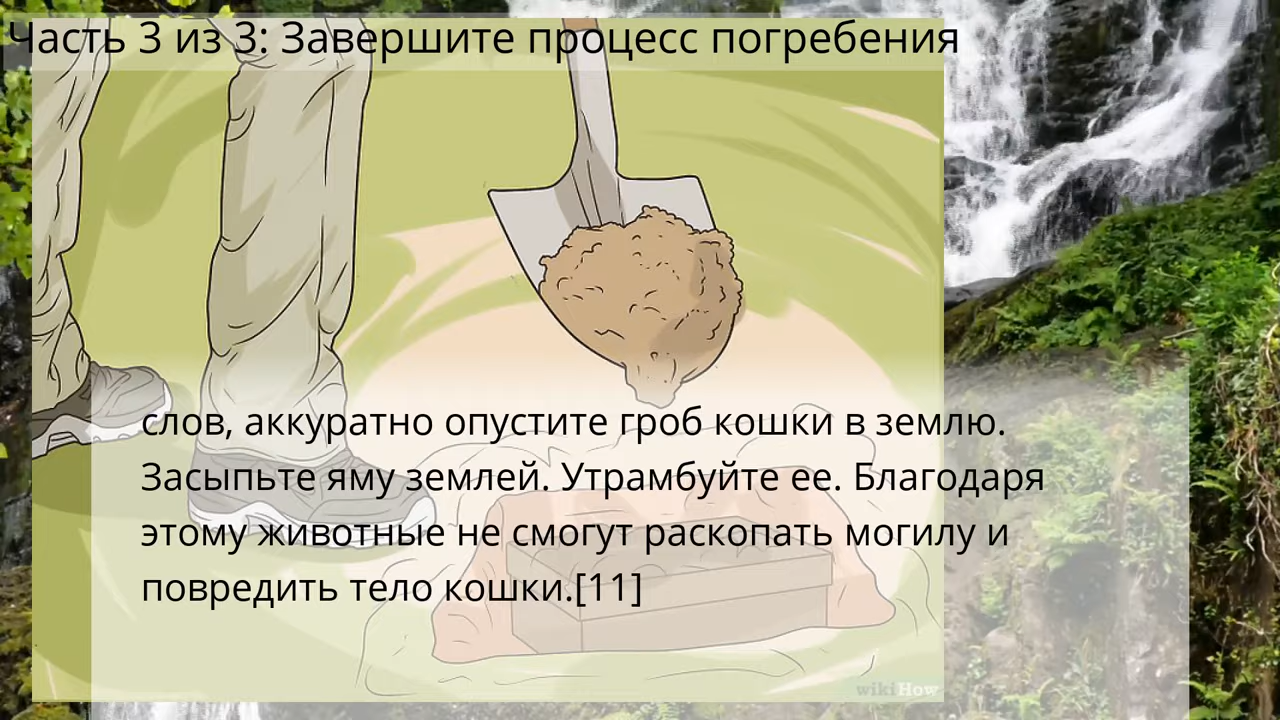 Часть 3 из 3: Завершите процесс погребения
слов, аккуратно опустите гроб кошки в землю.
Засыпьте яму землей. Утрамбуйте ее. Благодаря
этому животные не смогут раскопать могилу и
повредить тело кошки.[11]
wikiHow